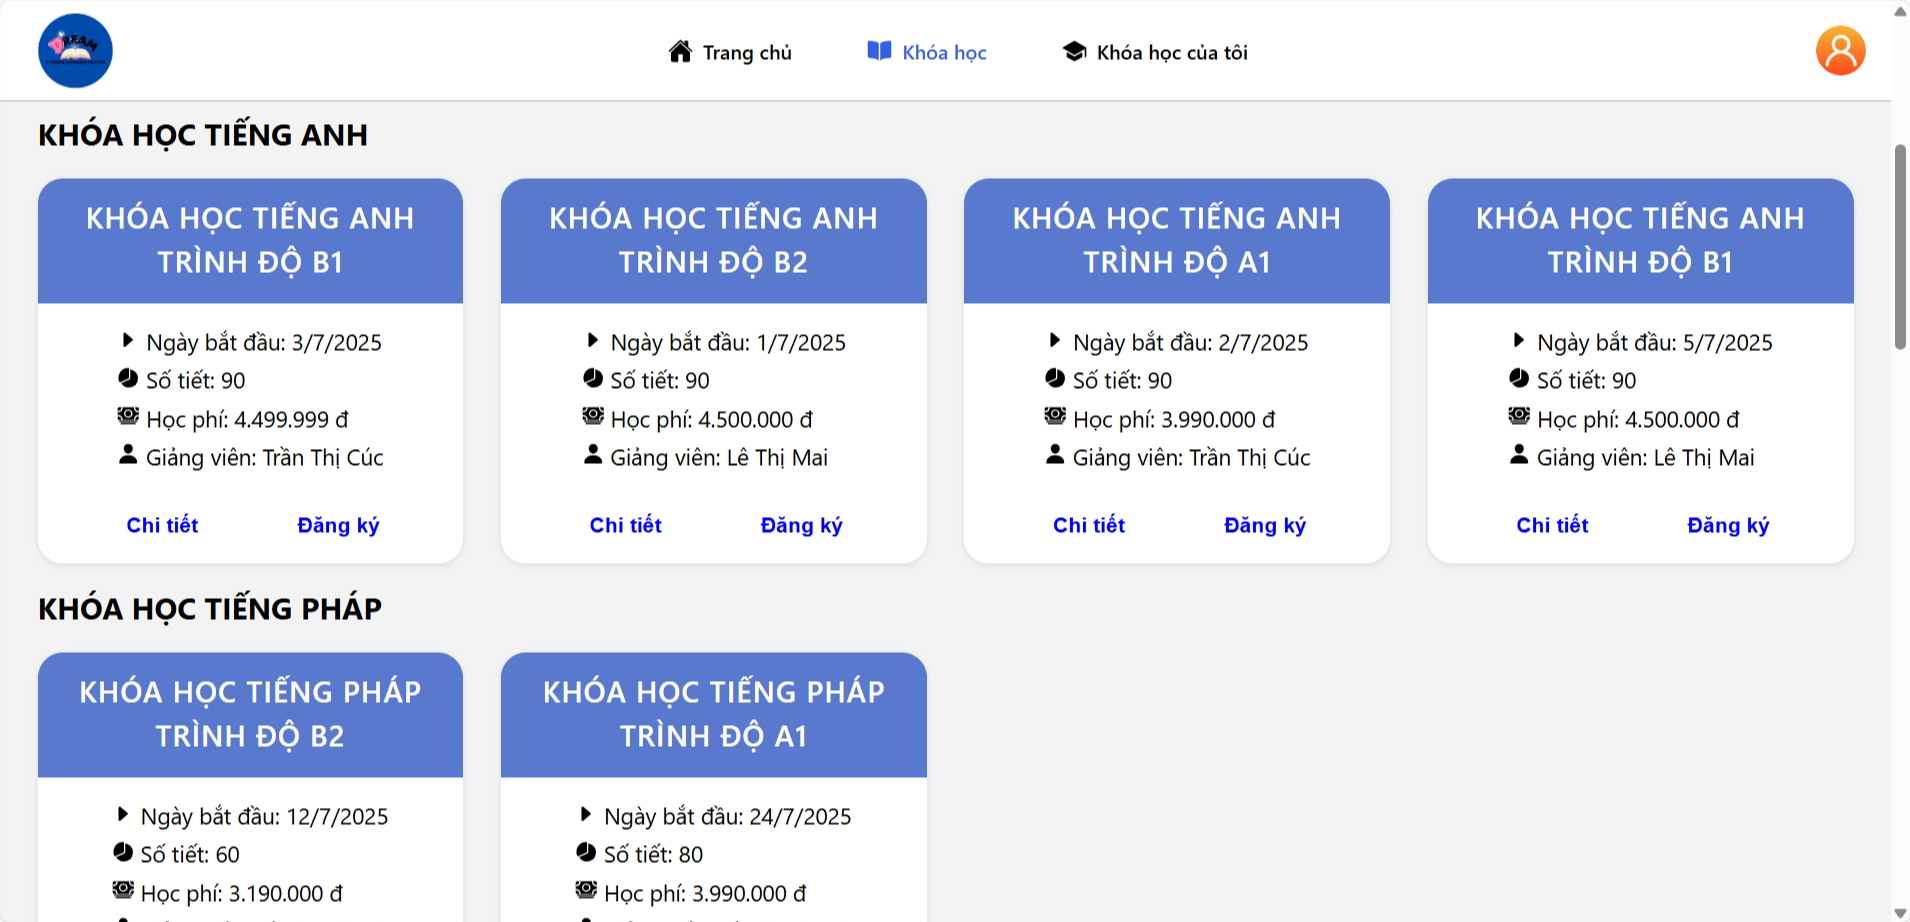 DREAM
Trang chủ
Khóa học
Khóa học của tôi
KHÓA HỌC TIẾNG ANH
KHÓA HỌC TIẾNG ANH
TRÌNH ĐỘ B1
Ngày bắt đầu: 3/7/2025
Số tiết: 90
Học phí: 4.499.999 đ
Giảng viên: Trần Thị Cúc
Chi tiết
Đăng ký
KHÓA HỌC TIẾNG ANH
TRÌNH ĐỘ B2
Ngày bắt đầu: 1/7/2025
Số tiết: 90
Học phí: 4.500.000 đ
Giảng viên: Lê Thị Mai
Chi tiết
Đăng ký
KHÓA HỌC TIẾNG ANH
TRÌNH ĐỘ A1
Ngày bắt đầu: 2/7/2025
Số tiết: 90
Học phí: 3.990.000 đ
Giảng viên: Trần Thị Cúc
Chi tiết
Đăng ký
KHÓA HỌC TIẾNG ANH
TRÌNH ĐỘ B1
Ngày bắt đầu: 5/7/2025
Số tiết: 90
Học phí: 4.500.000 đ
Giảng viên: Lê Thị Mai
Chi tiết
Đăng ký
KHÓA HỌC TIẾNG PHÁP
KHÓA HỌC TIẾNG PHÁP
TRÌNH ĐỘ B2
Ngày bắt đầu: 12/7/2025
Số tiết: 60
Học phí: 3.190.000 đ
KHÓA HỌC TIẾNG PHÁP
TRÌNH ĐỘ A1
Ngày bắt đầu: 24/7/2025
Số tiết: 80
Học phí: 3.990.000 đ